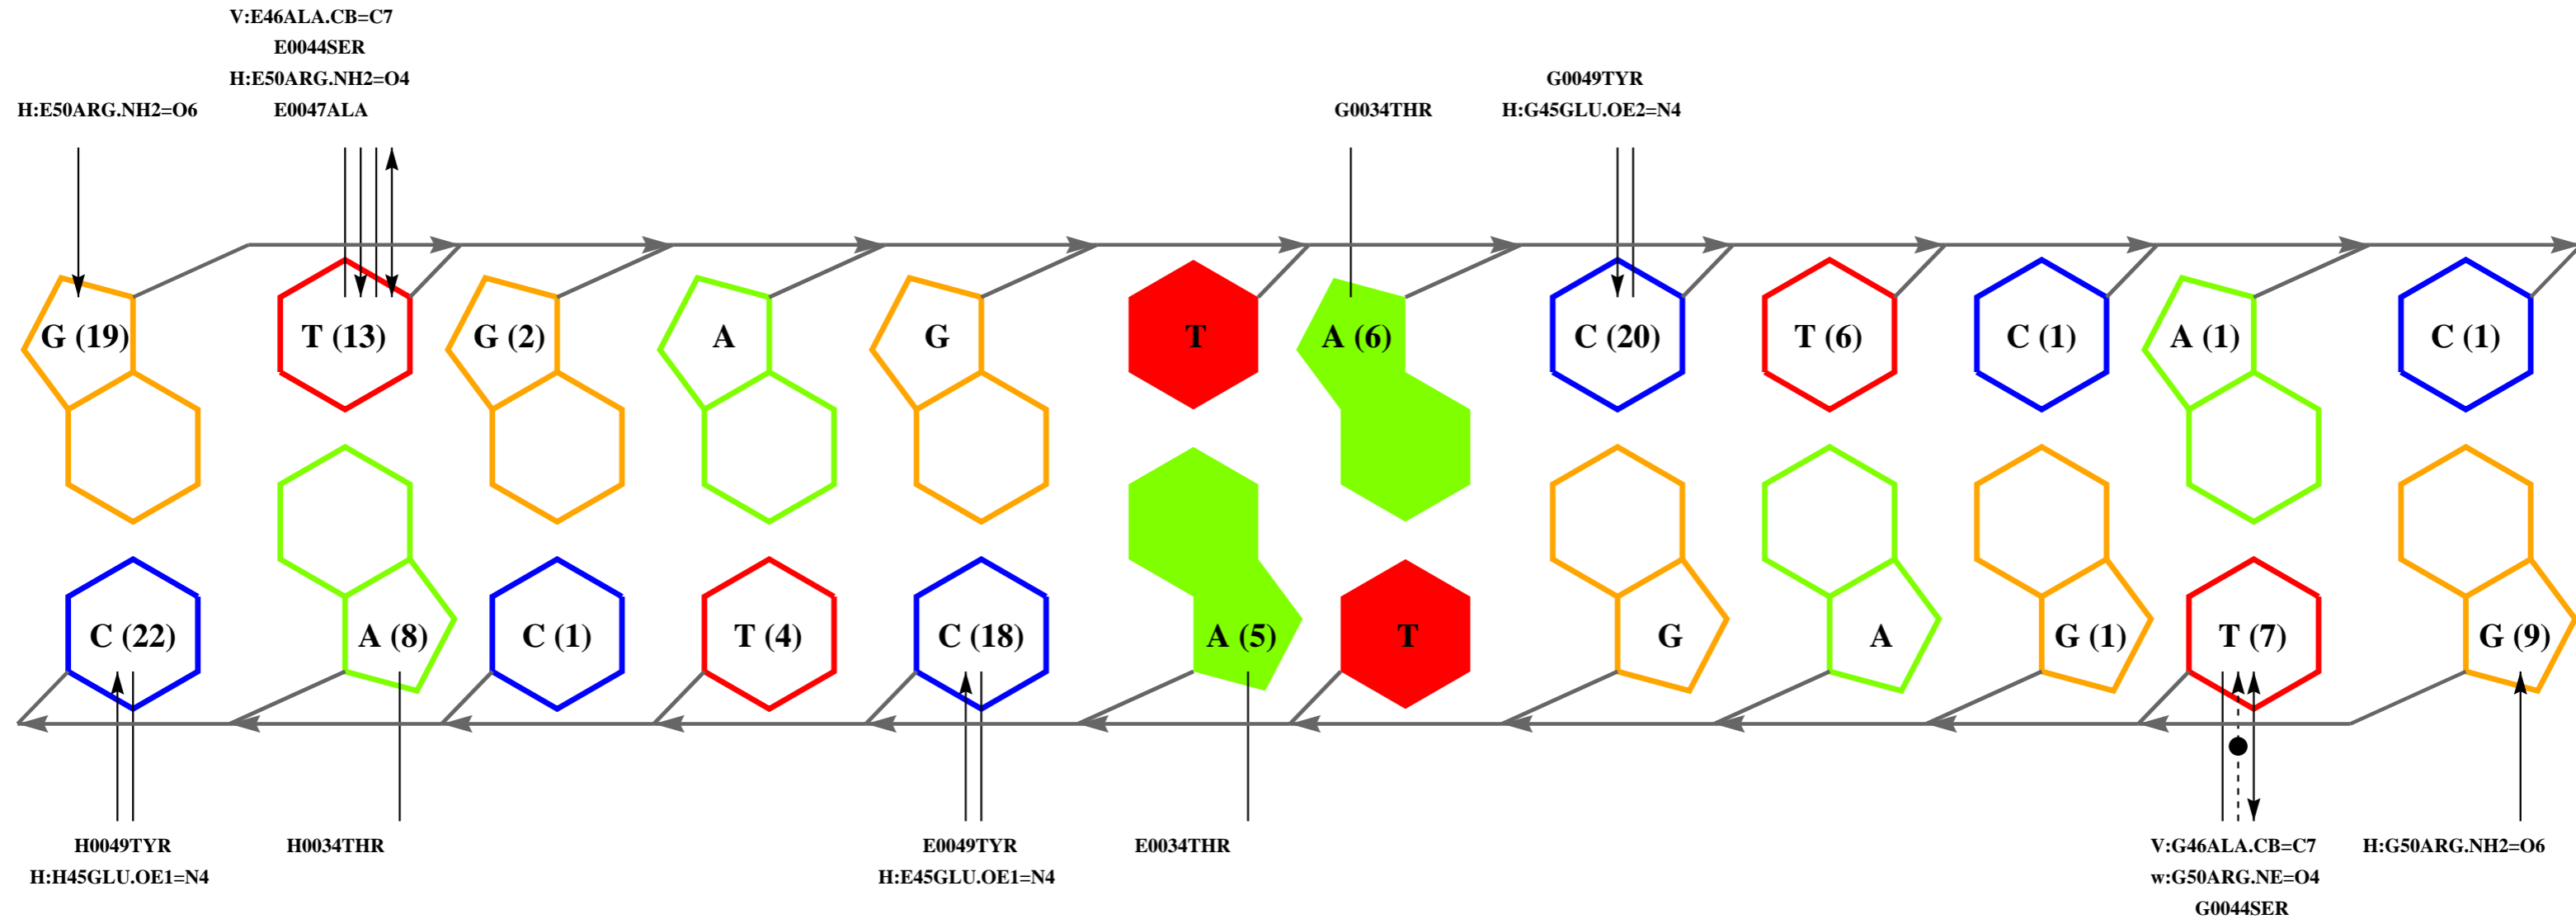 V:E46ALA.CB=C7
E0044SER
H:E50ARG.NH2=O4
E0047ALA
H:E50ARG.NH2=O6
G0034THR
G0049TYR
H:G45GLU.OE2=N4
G (19)
T (13)
G (2)
A
G
T
A (6)
C (20)
T (6)
C (1)
A (1)
C (1)
C (22)
A (8)
C (1)
T (4)
C (18)
A (5)
T
G
A
G (1)
T (7)
G (9)
H0049TYR
H:H45GLU.OE1=N4
H0034THR
E0049TYR
H:E45GLU.OE1=N4
E0034THR
V:G46ALA.CB=C7
w:G50ARG.NE=O4
G0044SER
H:G50ARG.NH2=O6